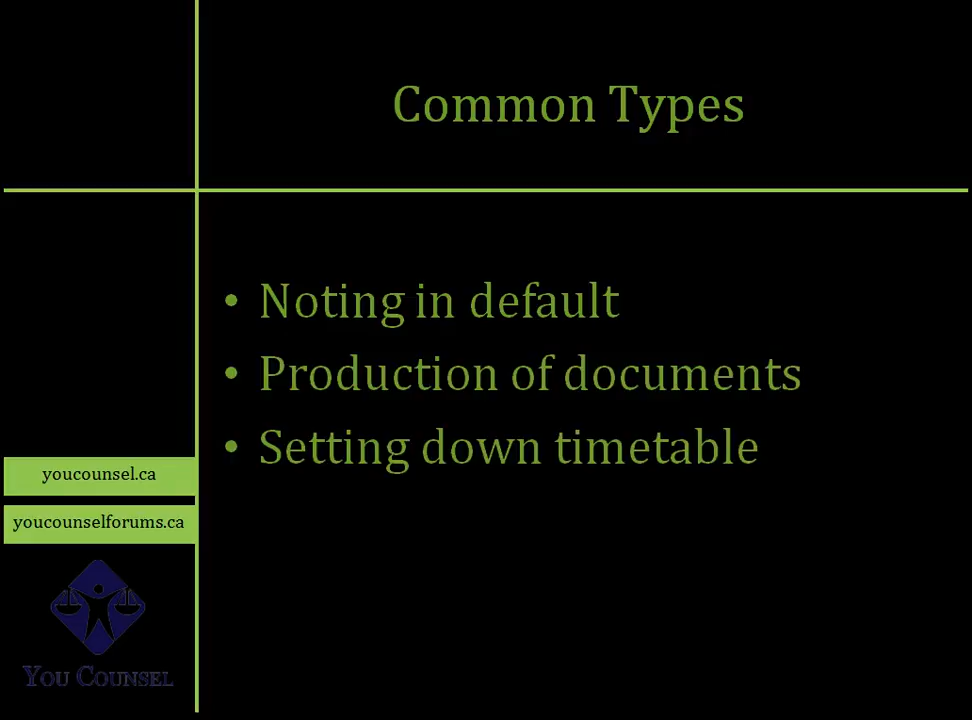 Common Types
• Noting in default
• Production of documents
• Setting down timetable
youcounsel.ca
youcounselforums.ca
YOU COUNSEL